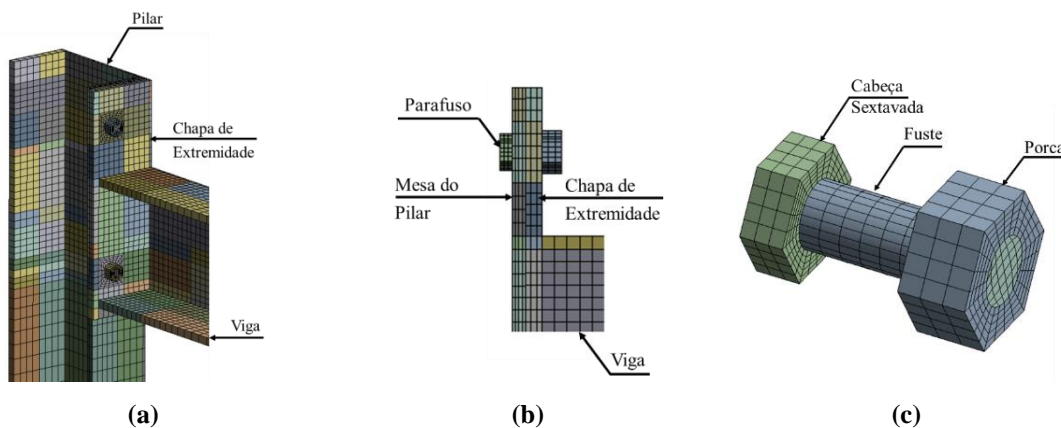 Pilar
Chapa de
Extremidade
Viga
(a)
Parafuso
Mesa do
Pilar
Chapa de
Extremidade
Viga
(b)
Cabeça
Sextavada
Fuste
Porca
(c)